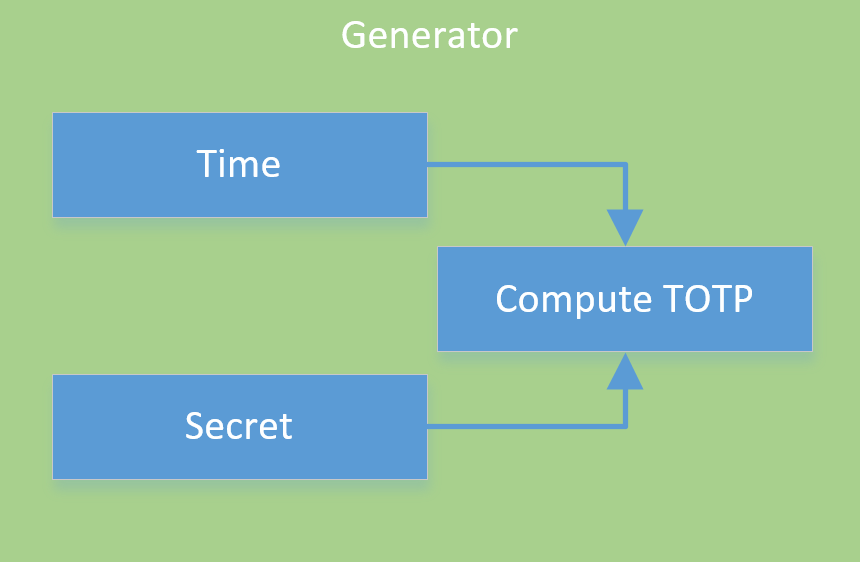 Generator
Time
Compute TOTP
Secret